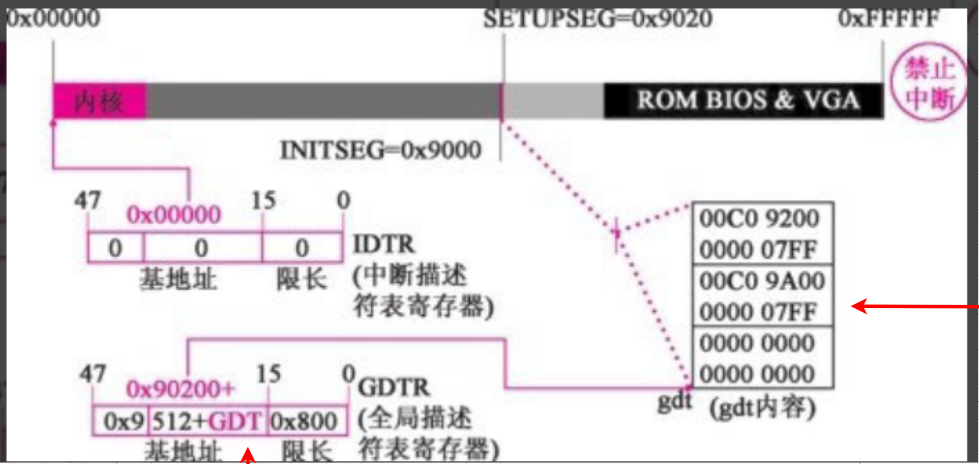 0x00000
SETUPSEG=0x9020
0xFFFFF
内核
ROM BIOS & VGA
禁止
中断
INITSEG=0x9000
47
15
0
0x00000
0
0
0
IDTR
基地址
限长
(中断描述
符表寄存器)
00C0 9200
0000 07FF
00C0 9A00
0000 07FF
0000 0000
0000 0000
gdt
(gdt内容)
47
15
0
0x90200+
GDTR
0x9
512+GDT
0x800
(全局描述
基地址
限长
符表寄存器)